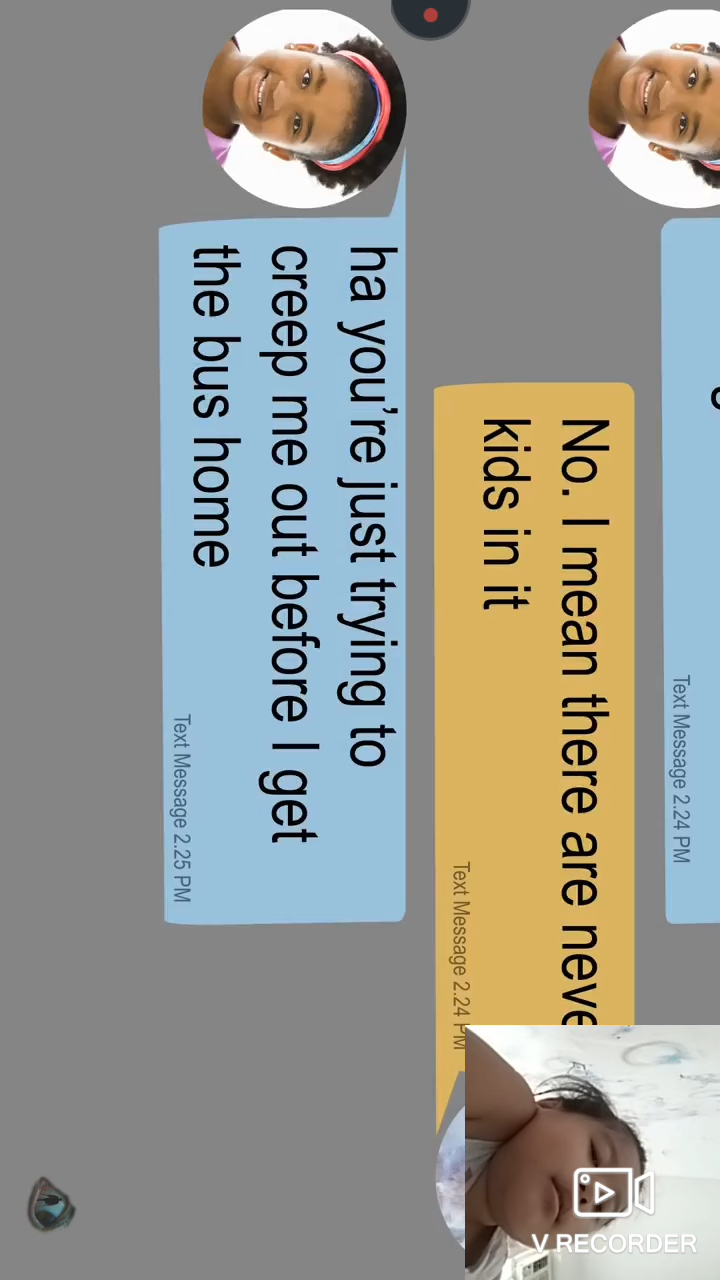 Text Message 2.24 PM
No. I mean there are neve
kids in it
Text Message 2.24 PM
ha you're just trying to
creep me out before I get
the bus home
Text Message 2.25 PM
V RECORDER